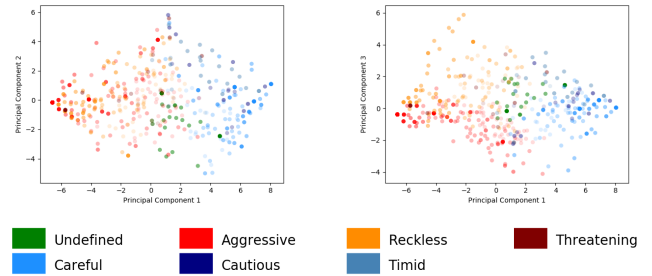 6
4
2
0
−2
−4
−6
−4
−2
0
2
4
6
8
Principal Component 2
Principal Component 1
6
4
2
0
−2
−4
−6
−4
−2
0
2
4
6
8
Principal Component 3
Principal Component 1
Undefined
Aggressive
Reckless
Threatening
Careful
Cautious
Timid